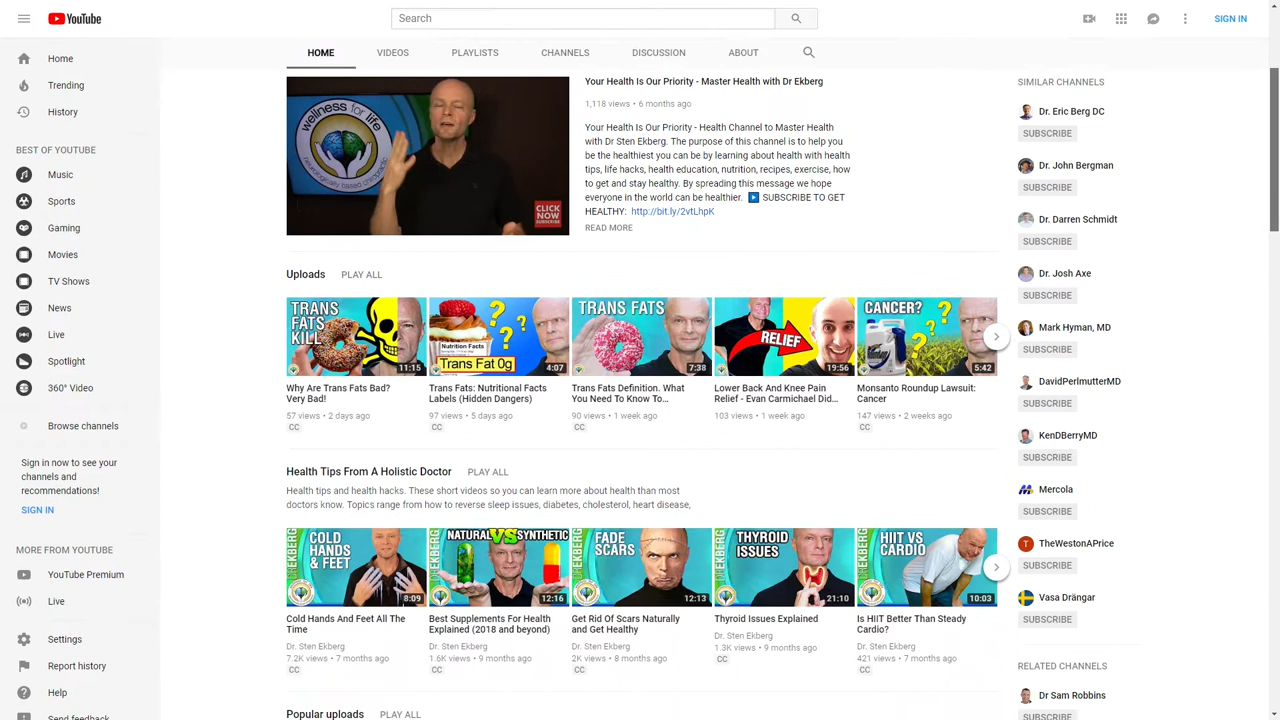 YouTube
Search
SIGN IN
HOME
VIDEOS
PLAYLISTS
CHANNELS
DISCUSSION
ABOUT
Home
Trending
History
BEST OF YOUTUBE
Music
Sports
Gaming
Movies
TV Shows
News
Live
Spotlight
360° Video
Browse channels
Sign in now to see your
channels and
recommendations!
SIGN IN
MORE FROM YOUTUBE
YouTube Premium
Live
Settings
Report history
Help
Send feedback
wellness for life
CLICK
NOW
SUBSCRIBE
Your Health Is Our Priority - Master Health with Dr Ekberg
1,118 views • 6 months ago
Your Health Is Our Priority - Health Channel to Master Health
with Dr Sten Ekberg. The purpose of this channel is to help you
be the healthiest you can be by learning about health with health
tips, life hacks, health education, nutrition, recipes, exercise, how
to get and stay healthy. By spreading this message we hope
everyone in the world can be healthier. SUBSCRIBE TO GET
HEALTHY: http://bit.ly/2vtLhpK
READ MORE
Uploads PLAY ALL
TRANS
FATS
KILL
11:15
Why Are Trans Fats Bad?
Very Bad!
57 views • 2 days ago
CC
? ? ?
Nutrition Facts
Trans Fat 0g
4:07
Trans Fats: Nutritional Facts
Labels (Hidden Dangers)
97 views • 5 days ago
CC
TRANS FATS
7:38
Trans Fats Definition. What
You Need To Know To...
90 views • 1 week ago
CC
RELIEF
19:56
Lower Back And Knee Pain
Relief - Evan Carmichael Did...
103 views • 1 week ago
CANCER?
? ?
5:42
Monsanto Roundup Lawsuit:
Cancer
147 views • 2 weeks ago
CC
Health Tips From A Holistic Doctor PLAY ALL
Health tips and health hacks. These short videos so you can learn more about health than most
doctors know. Topics range from how to reverse sleep issues, diabetes, cholesterol, heart disease,
COLD
HANDS
& FEET
8:09
Cold Hands And Feet All The
Time
Dr. Sten Ekberg
7.2K views • 7 months ago
CC
NATURAL VS SYNTHETIC
12:16
Best Supplements For Health
Explained (2018 and beyond)
Dr. Sten Ekberg
1.6K views • 9 months ago
CC
FADE
SCARS
12:13
Get Rid Of Scars Naturally
and Get Healthy
Dr. Sten Ekberg
2K views • 8 months ago
CC
THYROID
ISSUES
21:10
Thyroid Issues Explained
Dr. Sten Ekberg
1.3K views • 9 months ago
CC
HIIT VS
CARDIO
10:03
Is HIIT Better Than Steady
Cardio?
Dr. Sten Ekberg
421 views • 7 months ago
CC
Popular uploads PLAY ALL
SIMILAR CHANNELS
Dr. Eric Berg DC
SUBSCRIBE
Dr. John Bergman
SUBSCRIBE
Dr. Darren Schmidt
SUBSCRIBE
Dr. Josh Axe
SUBSCRIBE
Mark Hyman, MD
SUBSCRIBE
DavidPerlmutterMD
SUBSCRIBE
KenDBerryMD
SUBSCRIBE
Mercola
SUBSCRIBE
T
TheWestonAPrice
SUBSCRIBE
Vasa Drängar
SUBSCRIBE
RELATED CHANNELS
Dr Sam Robbins
SUBSCRIBE